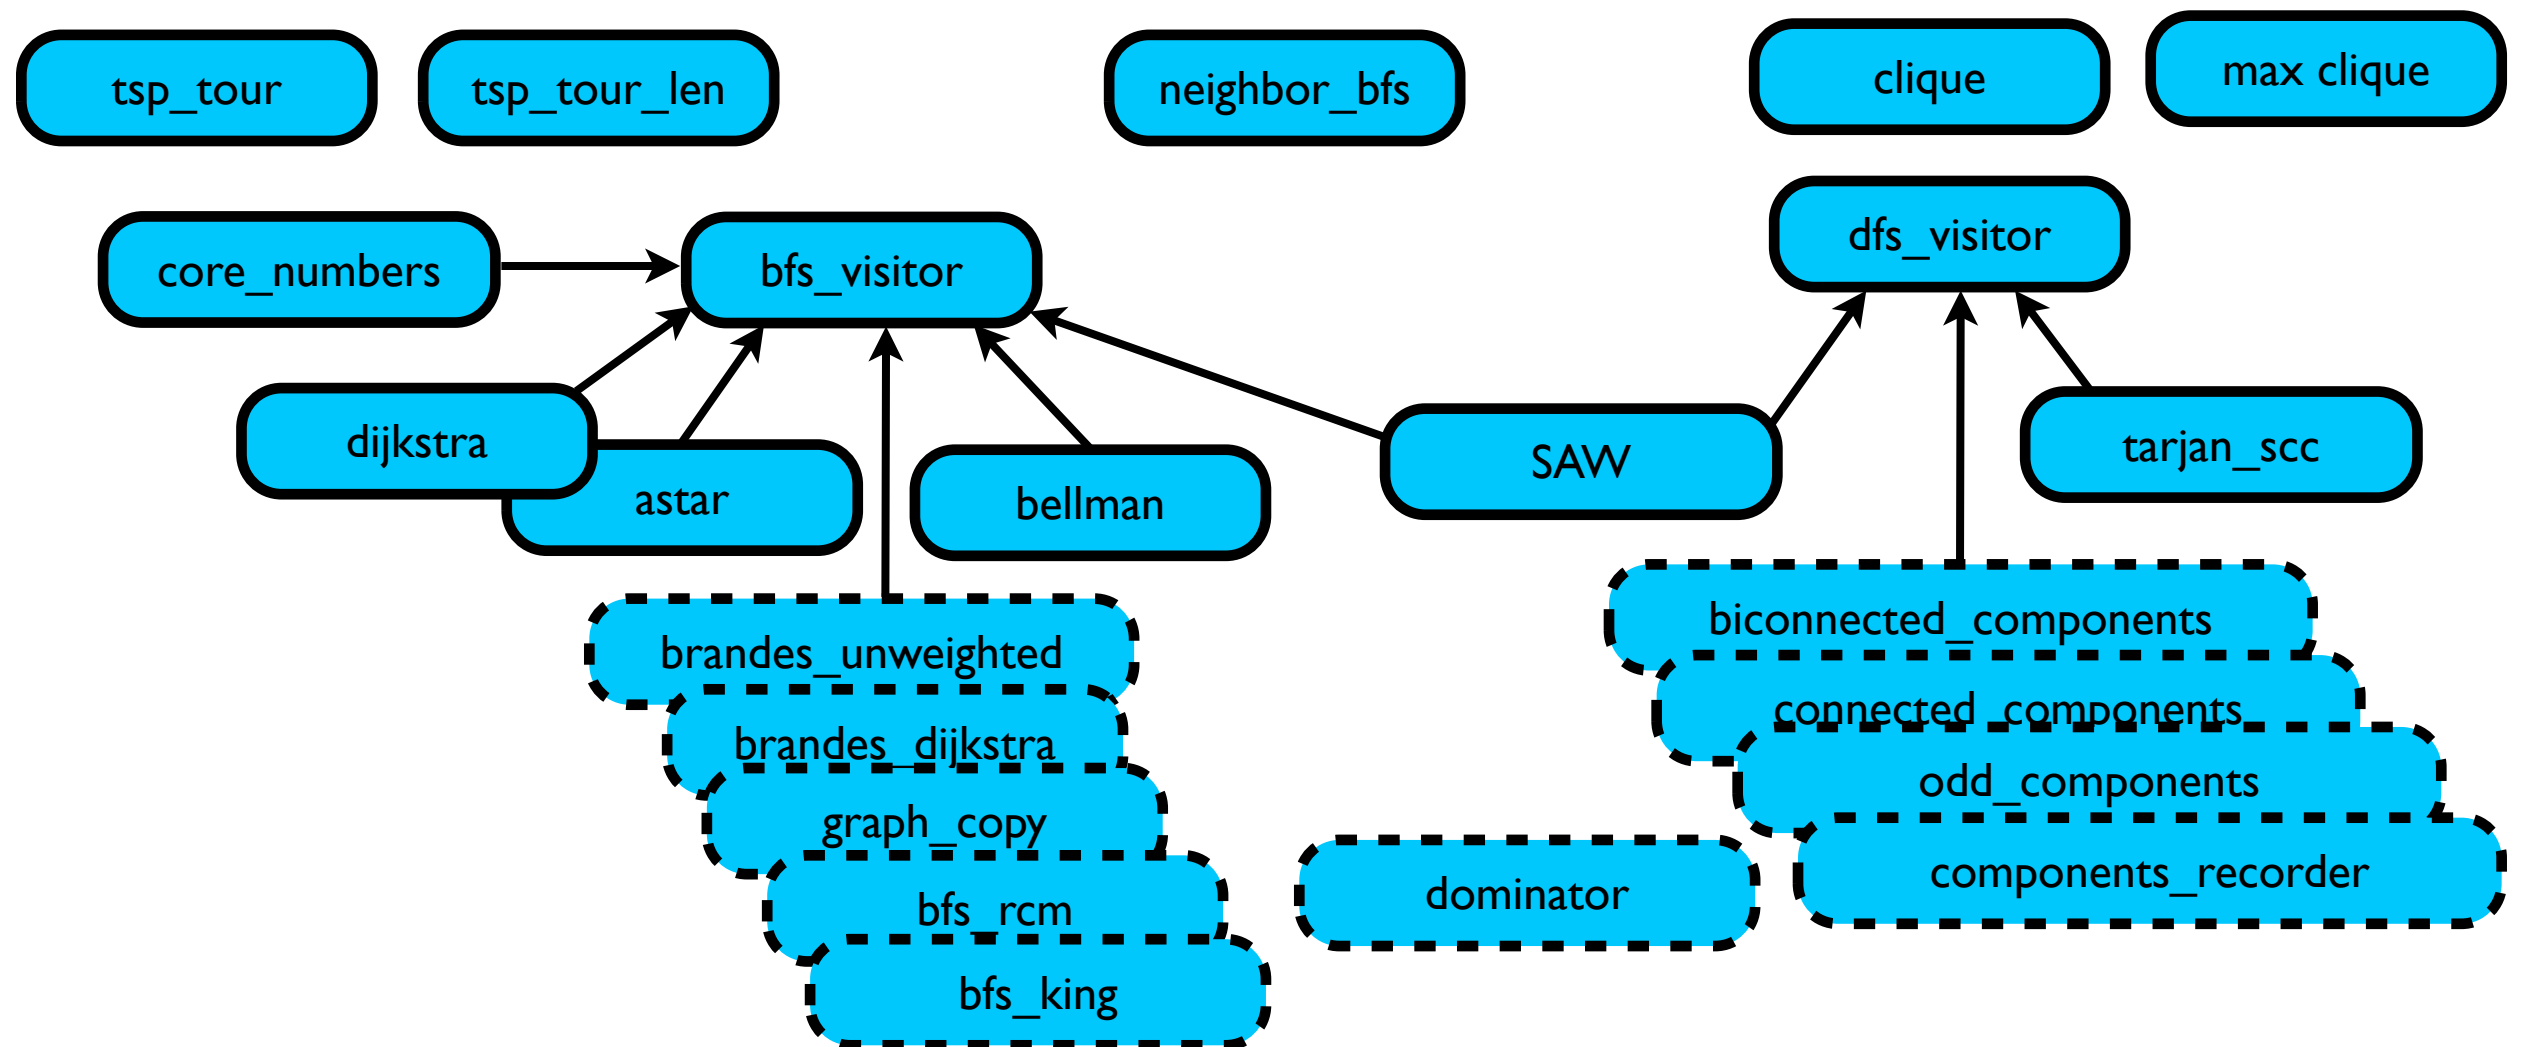 tsp_tour
tsp_tour_len
neighbor_bfs
clique
max clique
core_numbers
bfs_visitor
dfs_visitor
dijkstra
astar
bellman
SAW
tarjan_scc
brandes_unweighted
brandes_dijkstra
graph_copy
bfs_rcm
bfs_king
dominator
biconnected_components
connected_components
odd_components
components_recorder